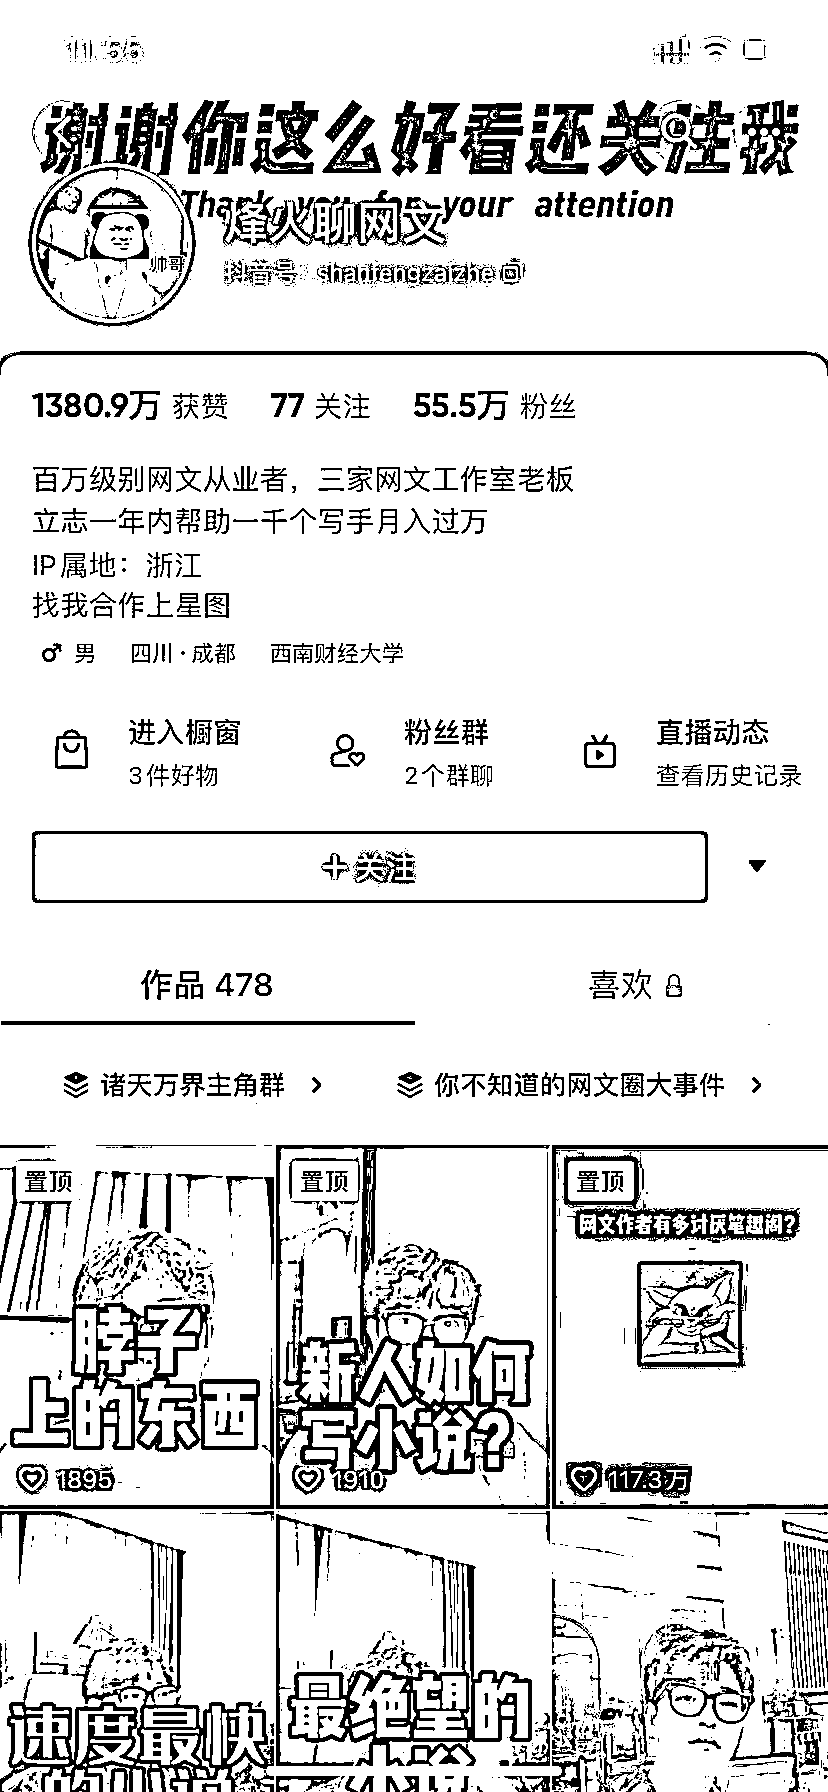 11:55
谢谢你这么好看还关注我
Thank you for your attention
烽火聊网文
帅哥
抖音号: shanfengzaizhe
1380.9万 获赞 77 关注 55.5万 粉丝
百万级别网文从业者，三家网文工作室老板
立志一年内帮助一千个写手月入过万
IP属地：浙江
找我合作上星图
男 四川·成都 西南财经大学
进入橱窗 粉丝群 直播动态
3件好物 2个群聊 查看历史记录
+关注
作品 478 喜欢
诸天万界主角群 > 你不知道的网文圈大事件 >
置顶 置顶 置顶
网文作者有多讨厌笔趣阁？
脖子
上的东西
新人如何
写小说？
1895 1910 117.3万
速度最快
的小说
最绝望的
小说